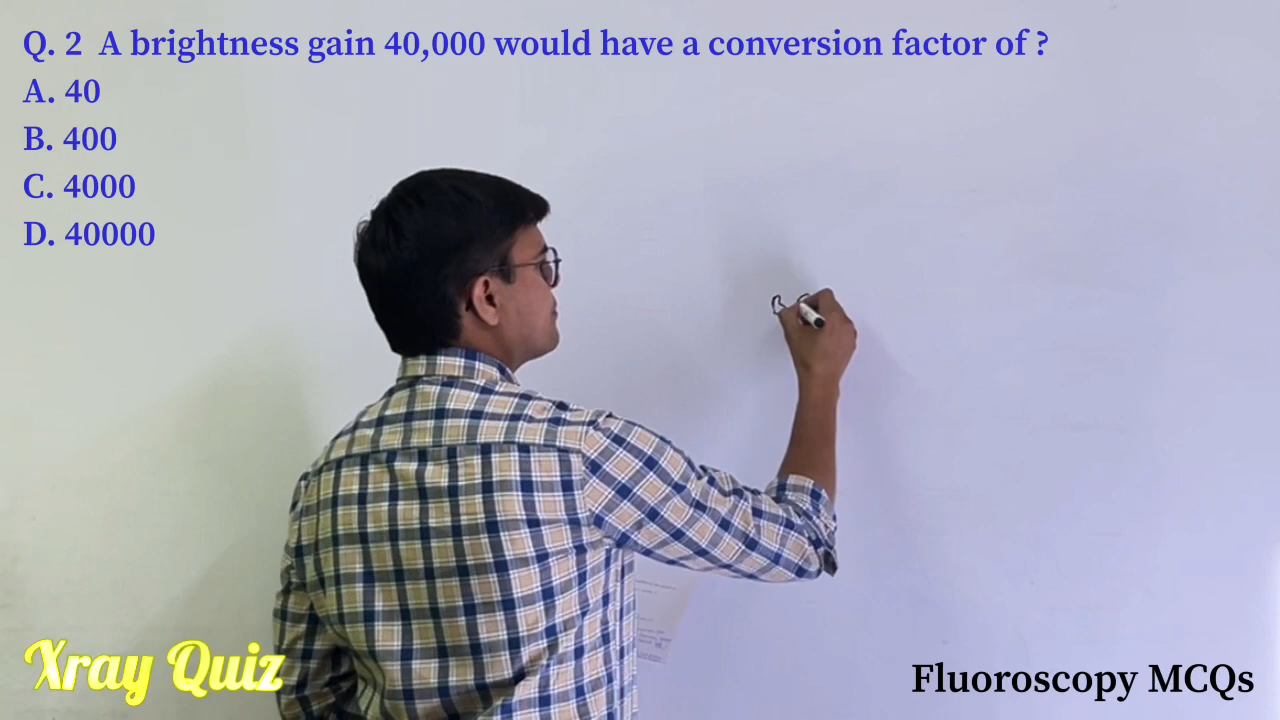 Q. 2 A brightness gain 40,000 would have a conversion factor of ?
A. 40
B. 400
C. 4000
D. 40000
Xray Quiz
Fluoroscopy MCQs